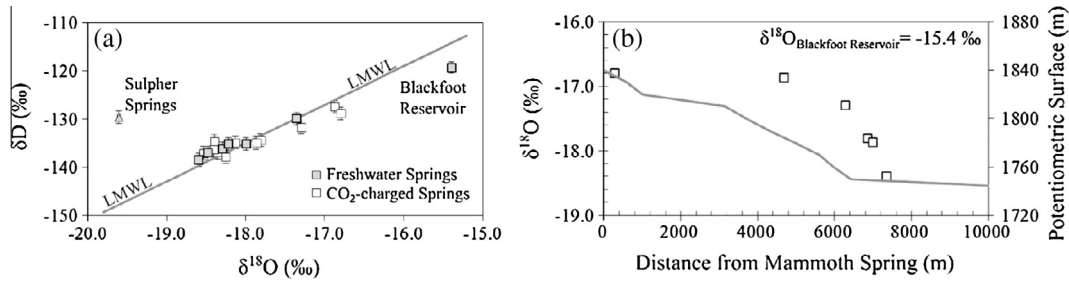 (a)
-110
-120
-130
-140
-150
δD (‰)
-20.0
-19.0
-18.0
-17.0
-16.0
-15.0
δ¹⁸O (‰)
Sulpher
Springs
LMWL
LMWL
Blackfoot
Reservoir
Freshwater Springs
CO₂-charged Springs
(b)
δ¹⁸O Blackfoot Reservoir= -15.4 ‰
-16.0
-17.0
-18.0
-19.0
δ¹⁸O (‰)
0
2000
4000
6000
8000
10000
Distance from Mammoth Spring (m)
1880
1840
1800
1760
1720
Potentiometric Surface (m)